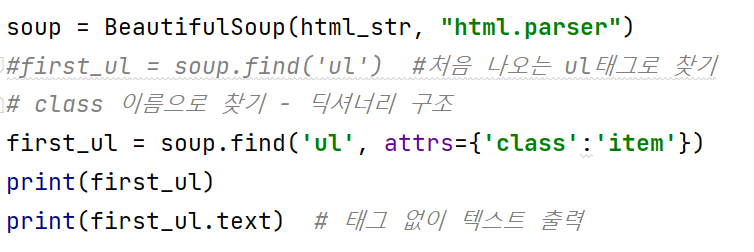 soup = BeautifulSoup(html_str, "html.parser")
#first_ul = soup.find('ul')  #처음 나오는 ul태그로 찾기
# class 이름으로 찾기 - 딕셔너리 구조
first_ul = soup.find('ul', attrs={'class':'item'})
print(first_ul)
print(first_ul.text)  # 태그 없이 텍스트 출력